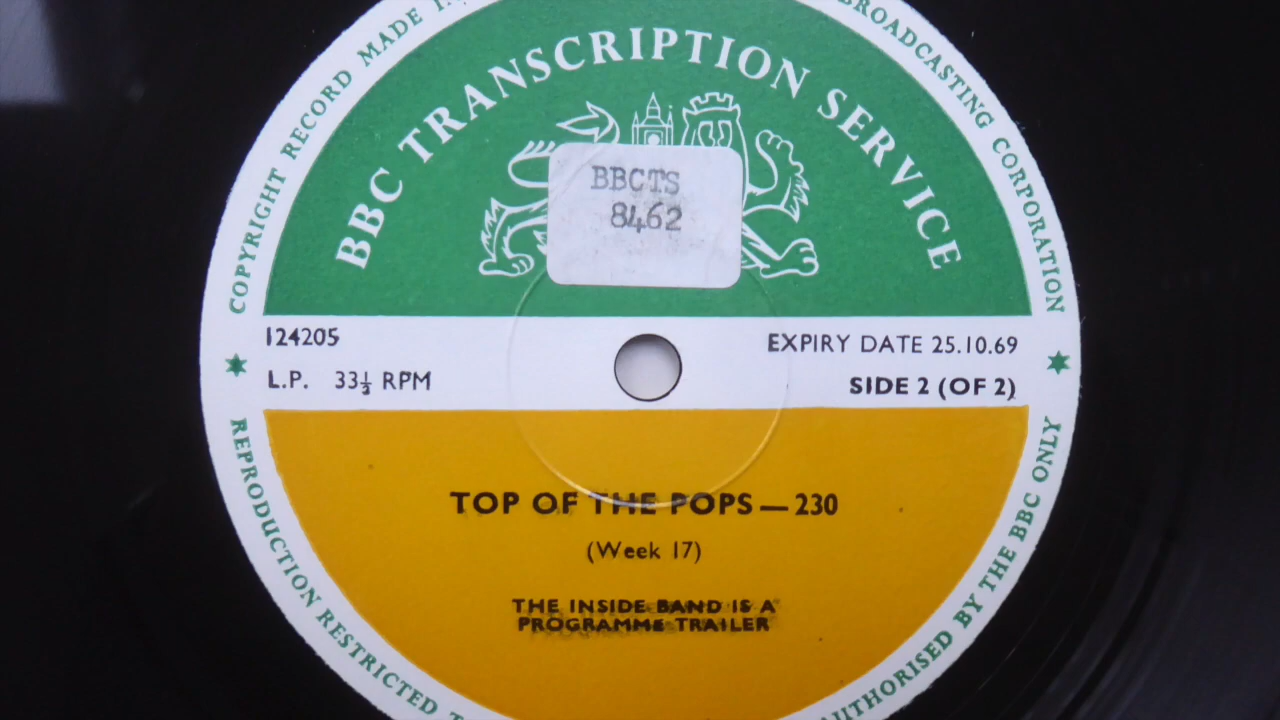 COPYRIGHT RECORD MADE
BROADCASTING CORPORATION
BBC TRANSCRIPTION SERVICE
BBCTS
8462
124205
EXPIRY DATE 25.10.69
L.P. 33⅓ RPM
SIDE 2 (OF 2)
TOP OF THE POPS — 230
(Week 17)
THE INSIDE BAND IS A
PROGRAMME TRAILER
REPRODUCTION RESTRICTED
AUTHORISED BY THE BBC ONLY